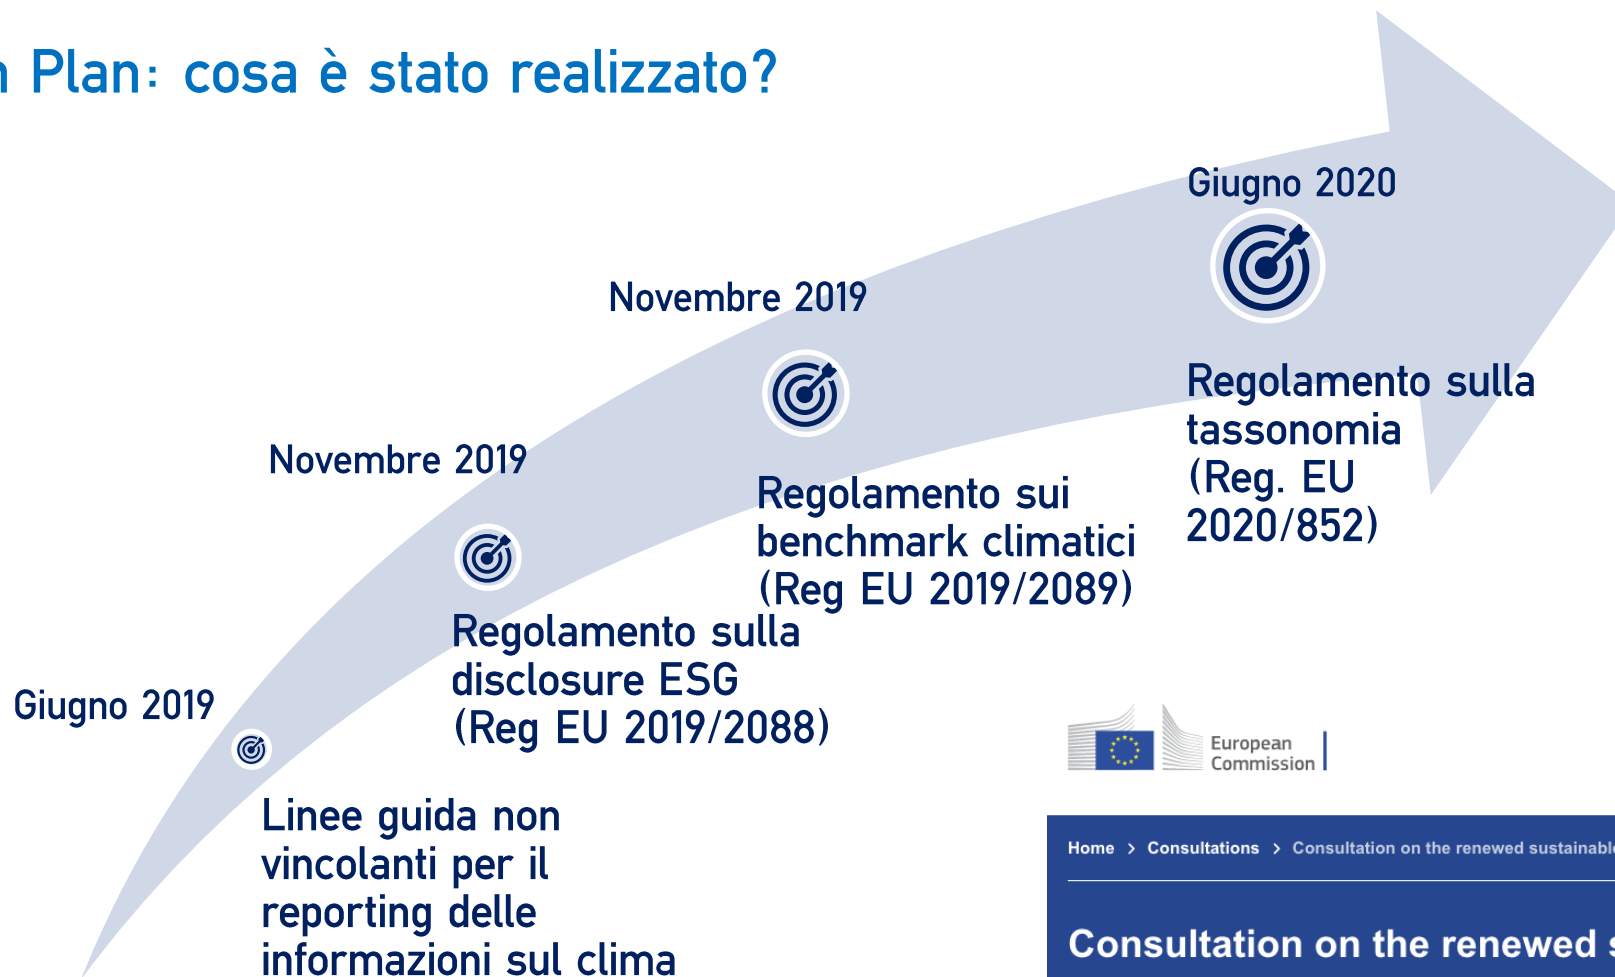 Plan: cosa è stato realizzato?
Giugno 2020
Novembre 2019
Regolamento sulla
tassonomia
(Reg. EU
2020/852)
Novembre 2019
Regolamento sui
benchmark climatici
(Reg EU 2019/2089)
Regolamento sulla
disclosure ESG
(Reg EU 2019/2088)
Giugno 2019
Linee guida non
vincolanti per il
reporting delle
informazioni sul clima
European
Commission
Home > Consultations > Consultation on the renewed sustainable
Consultation on the renewed